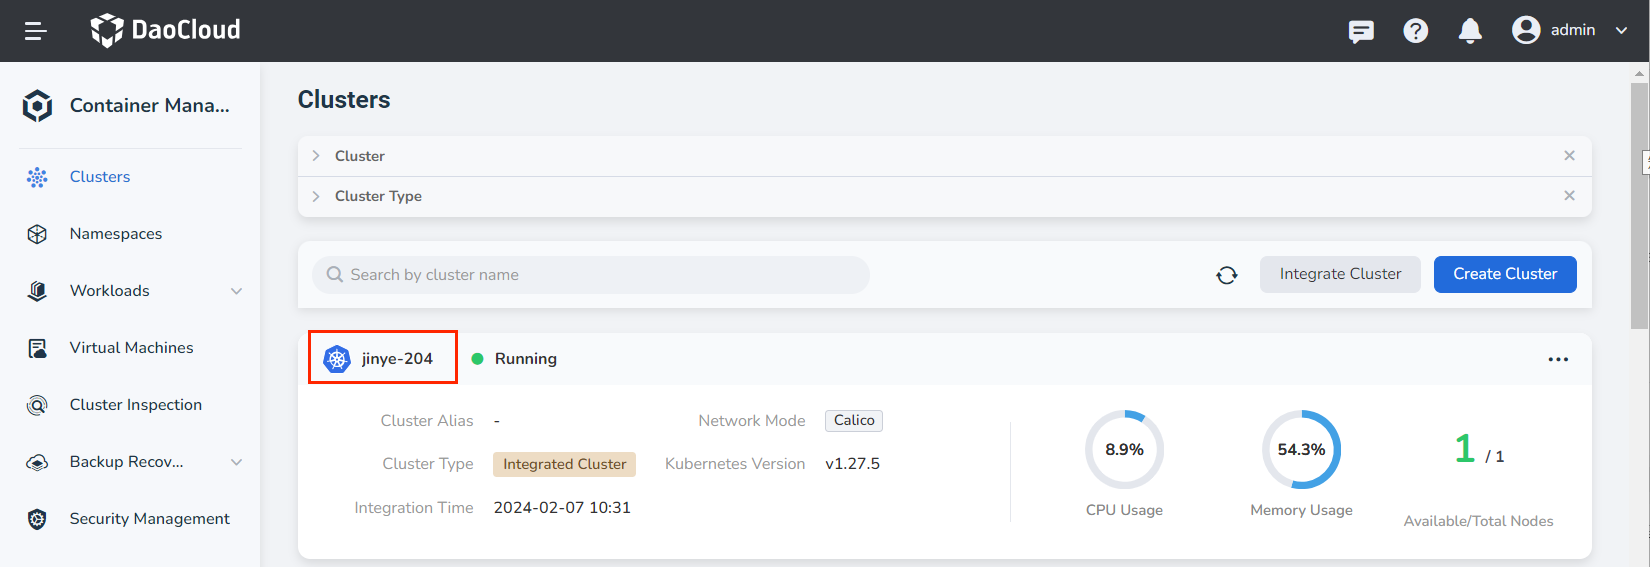 DaoCloud
admin
Container Mana...
Clusters
Namespaces
Workloads
Virtual Machines
Cluster Inspection
Backup Recov...
Security Management
Clusters
Cluster
Cluster Type
Search by cluster name
Integrate Cluster
Create Cluster
jinye-204
Running
Cluster Alias -
Network Mode Calico
Cluster Type Integrated Cluster
Kubernetes Version v1.27.5
Integration Time 2024-02-07 10:31
8.9%
CPU Usage
54.3%
Memory Usage
1 / 1
Available/Total Nodes